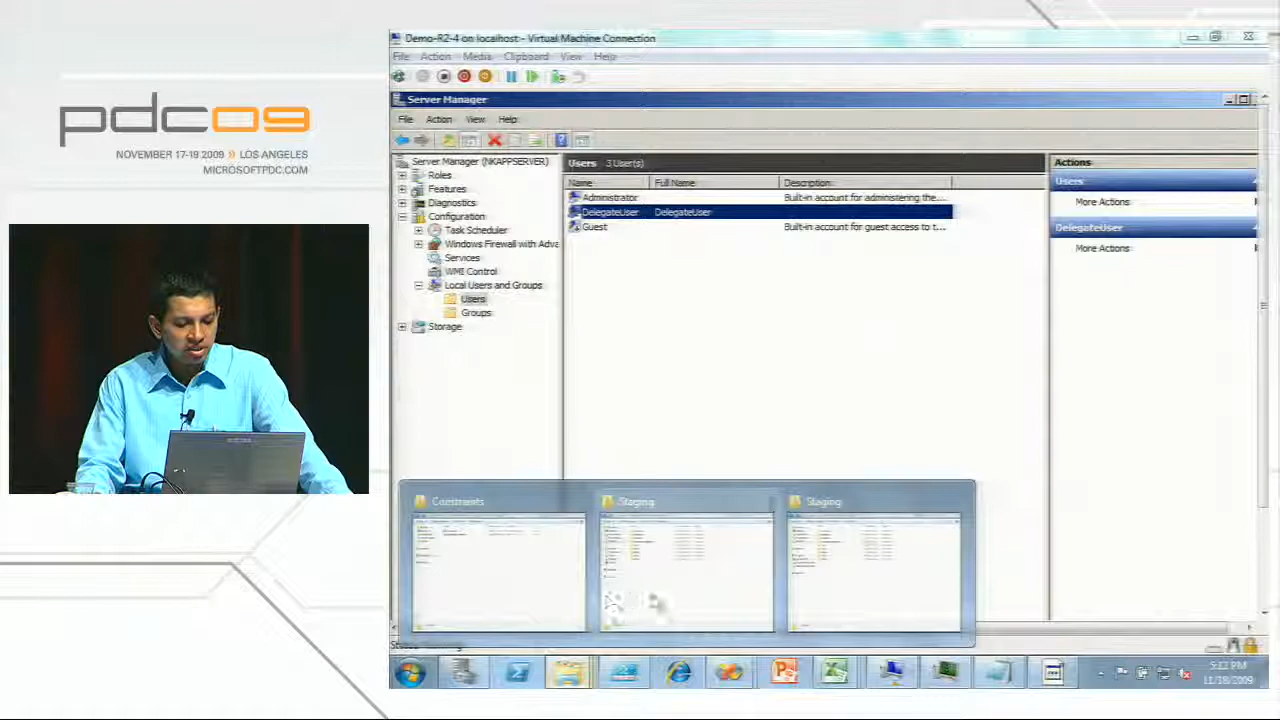 pdc09
NOVEMBER 17-19 2009 » LOS ANGELES
MICROSOFTPDC.COM
Demo-R2-4 on localhost - Virtual Machine Connection
File Action Media Clipboard View Help
Server Manager
File Action View Help
Server Manager (NKAPPSERVER)
Roles
Features
Diagnostics
Configuration
Task Scheduler
Windows Firewall with Adva
Services
WMI Control
Local Users and Groups
Users
Groups
Storage
Users 3 User(s)
Name Full Name Description
Administrator Built-in account for administering the...
DelegateUser DelegateUser
Guest Built-in account for guest access to t...
Actions
Users
More Actions
DelegateUser
More Actions
Constraints
Staging
Staging
11/18/2009